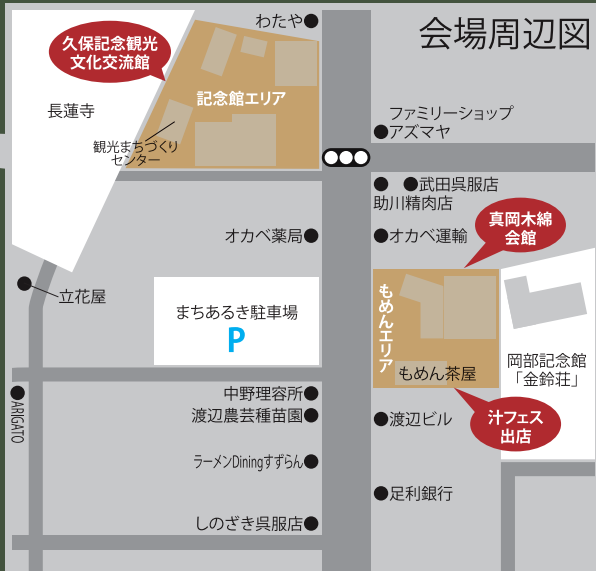 会場周辺図
わたや
久保記念観光
文化交流館
記念館エリア
長蓮寺
観光まちづくり
センター
ファミリーショップ
アズマヤ
武田呉服店
助川精肉店
オカベ薬局
オカベ運輸
真岡木綿
会館
立花屋
まちあるき駐車場
P
もめんエリア
もめん茶屋
岡部記念館
「金鈴荘」
汁フェス
出店
ARIGATO
中野理容所
渡辺農芸種苗園
渡辺ビル
ラーメンDiningすずらん
足利銀行
しのざき呉服店